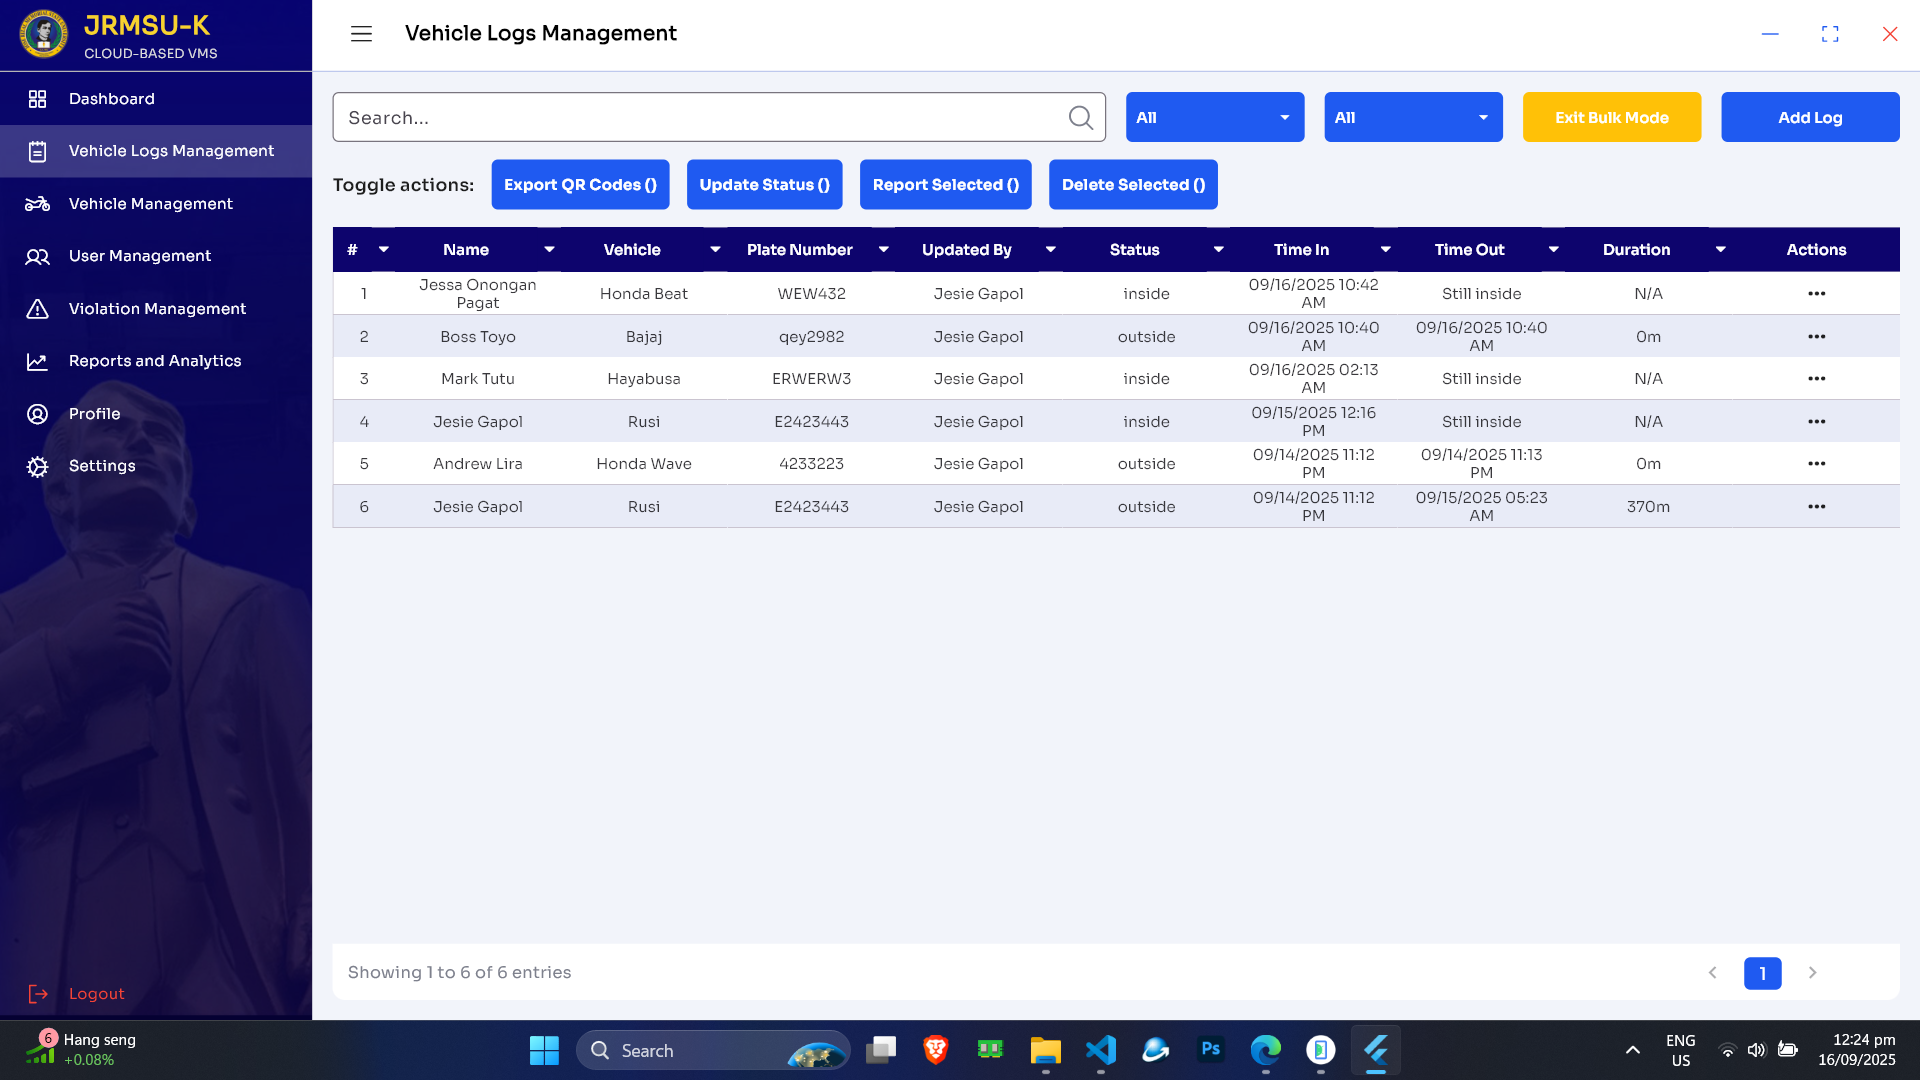 JRMSU-K
CLOUD-BASED VMS
Dashboard
Vehicle Logs Management
Vehicle Management
User Management
Violation Management
Reports and Analytics
Profile
Settings
Logout
Vehicle Logs Management
Search...
All
All
Exit Bulk Mode
Add Log
Toggle actions:
Export QR Codes ()
Update Status ()
Report Selected ()
Delete Selected ()
# Name Vehicle Plate Number Updated By Status Time In Time Out Duration Actions
1 Jessa Onongan Pagat Honda Beat WEW432 Jesie Gapol inside 09/16/2025 10:42 AM Still inside N/A •••
2 Boss Toyo Bajaj qey2982 Jesie Gapol outside 09/16/2025 10:40 AM 09/16/2025 10:40 AM 0m •••
3 Mark Tutu Hayabusa ERWERW3 Jesie Gapol inside 09/16/2025 02:13 AM Still inside N/A •••
4 Jesie Gapol Rusi E2423443 Jesie Gapol inside 09/15/2025 12:16 PM Still inside N/A •••
5 Andrew Lira Honda Wave 4233223 Jesie Gapol outside 09/14/2025 11:12 PM 09/14/2025 11:13 PM 0m •••
6 Jesie Gapol Rusi E2423443 Jesie Gapol outside 09/14/2025 11:12 PM 09/15/2025 05:23 AM 370m •••
Showing 1 to 6 of 6 entries
1
6
Hang seng
+0.08%
Search
Ps
ENG
US
12:24 pm
16/09/2025